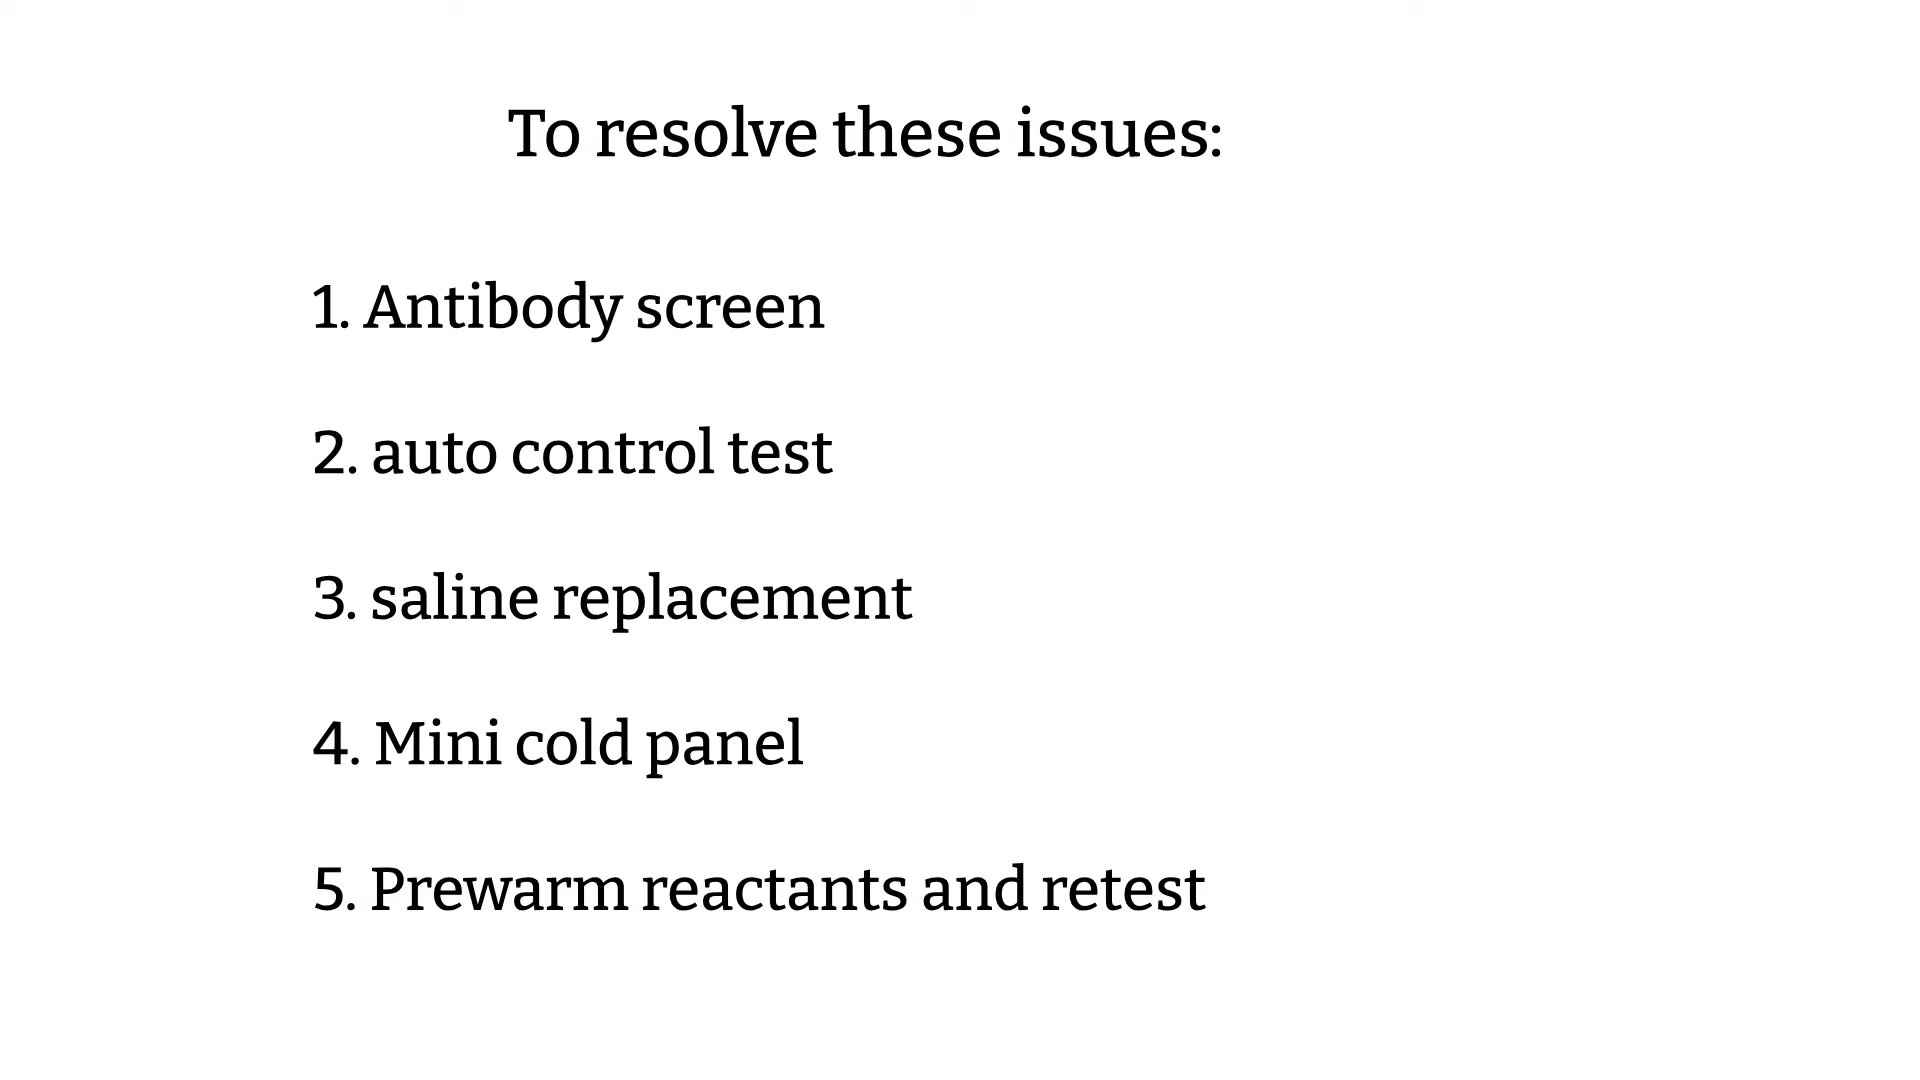 To resolve these issues:
1. Antibody screen
2. auto control test
3. saline replacement
4. Mini cold panel
5. Prewarm reactants and retest